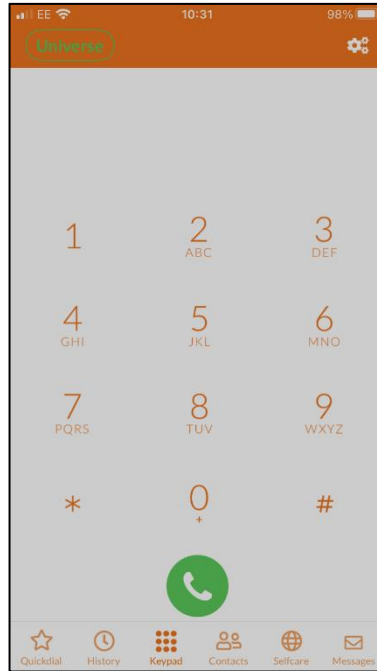 EE 10:31 98%
Universe
1 2 3
ABC DEF
4 5 6
GHI JKL MNO
7 8 9
PQRS TUV WXYZ
* 0 #
+
Quickdial History Keypad Contacts Selfcare Messages